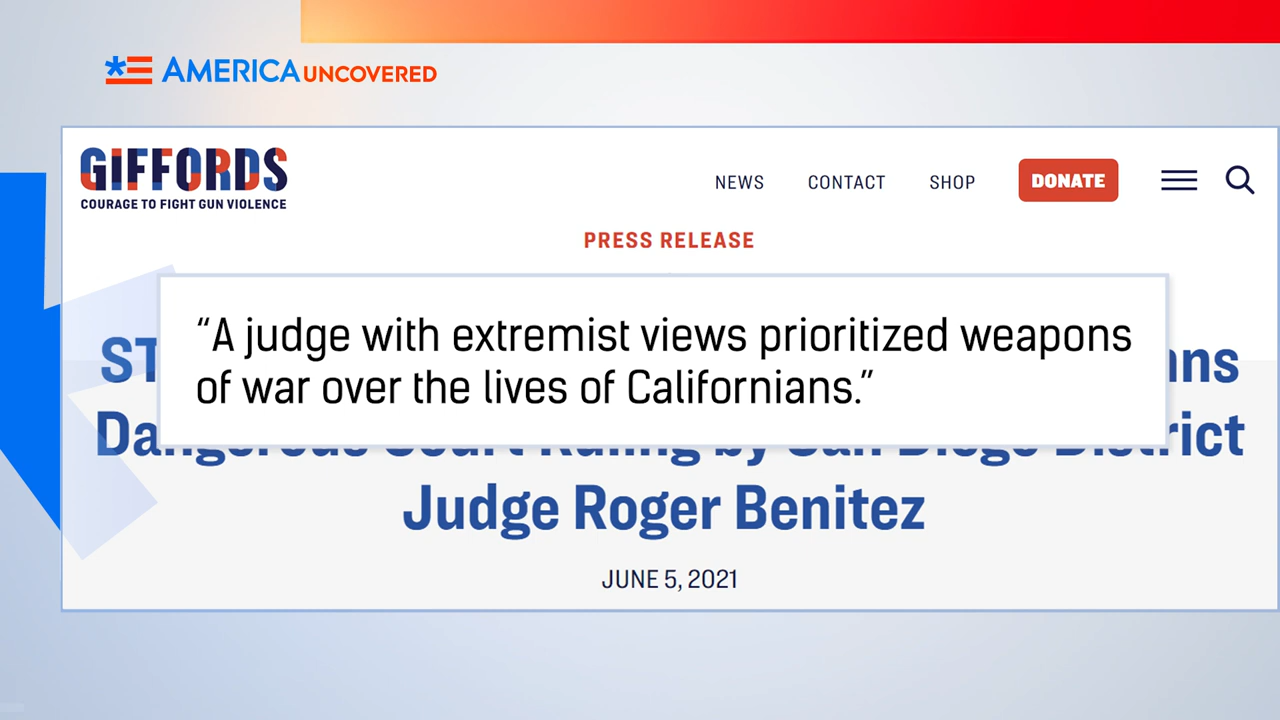 AMERICA UNCOVERED
GIFFORDS
COURAGE TO FIGHT GUN VIOLENCE
NEWS CONTACT SHOP DONATE
PRESS RELEASE
“A judge with extremist views prioritized weapons
of war over the lives of Californians.”
Judge Roger Benitez
JUNE 5, 2021